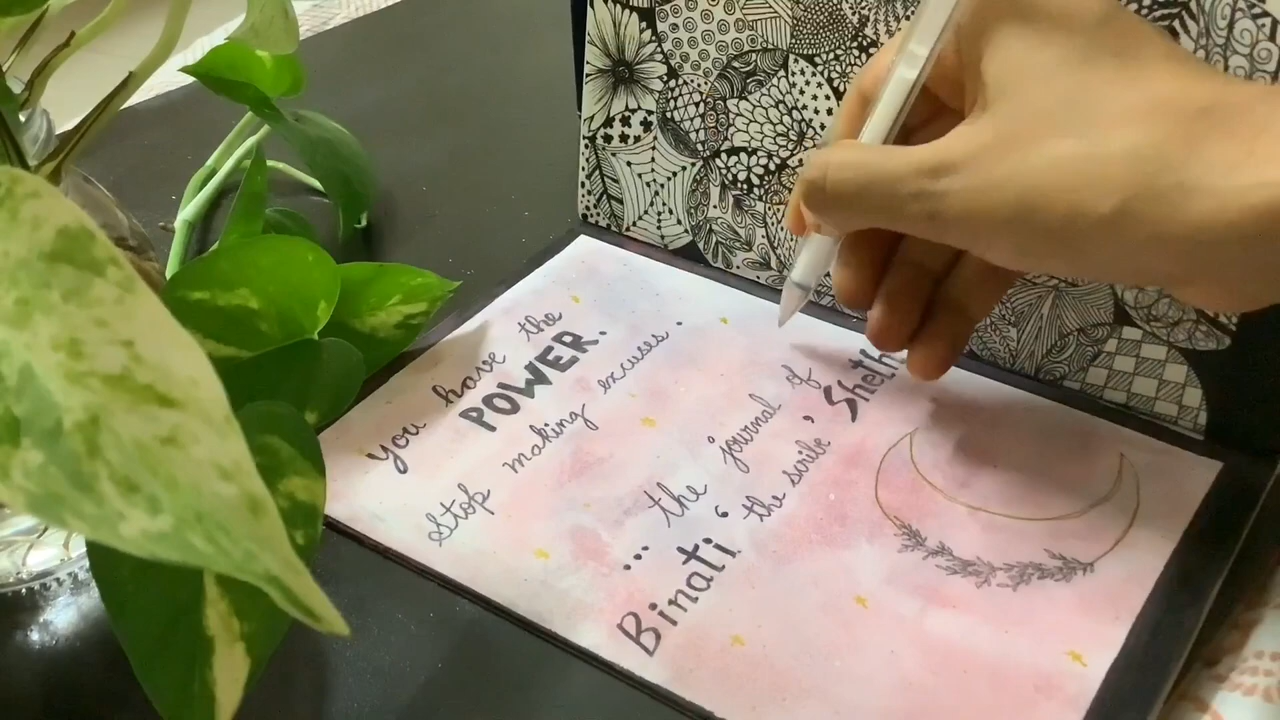 you have the
POWER.
Stop making excuses.
... the journal of
Binati 'the scribe' Sheth